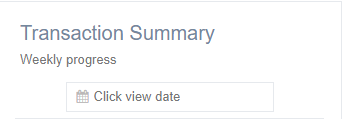 Transaction Summary
Weekly progress
Click view date